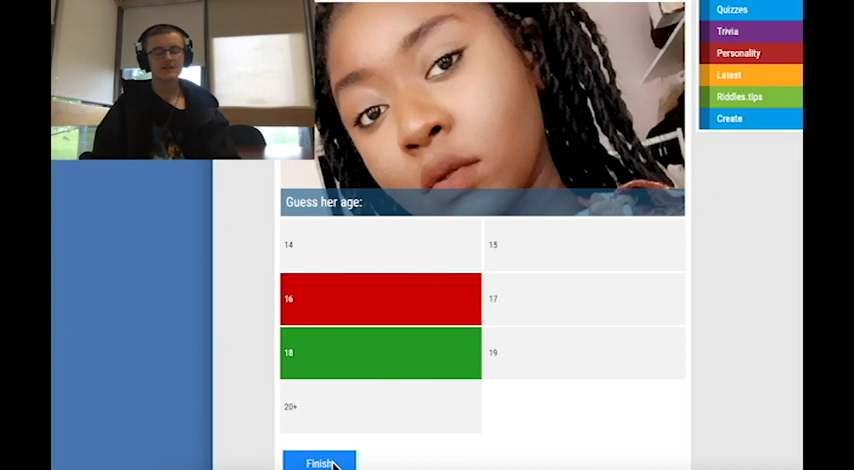 Quizzes
Trivia
Personality
Latest
Riddles.tips
Create
Guess her age:
14
15
16
17
18
19
20+
Finish